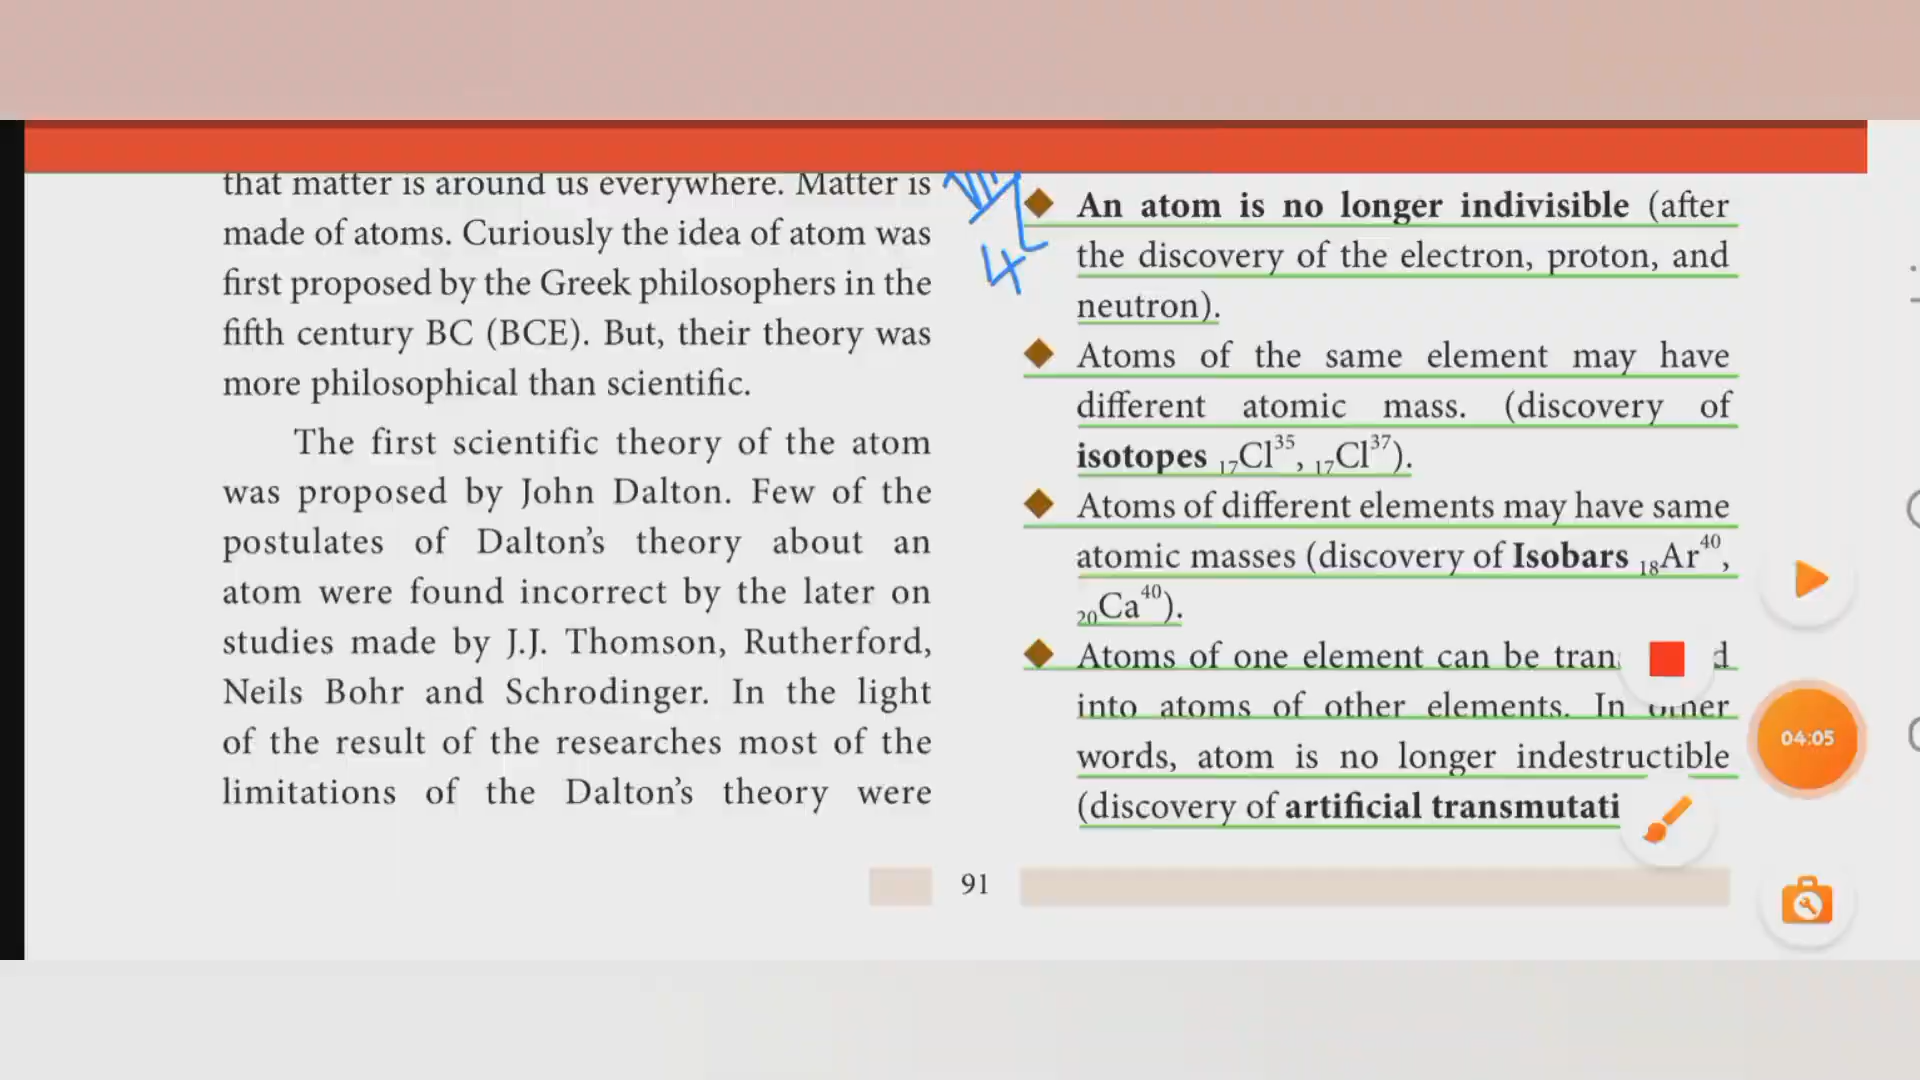 that matter is around us everywhere. Matter is
made of atoms. Curiously the idea of atom was
first proposed by the Greek philosophers in the
fifth century BC (BCE). But, their theory was
more philosophical than scientific.
The first scientific theory of the atom
was proposed by John Dalton. Few of the
postulates of Dalton’s theory about an
atom were found incorrect by the later on
studies made by J.J. Thomson, Rutherford,
Neils Bohr and Schrodinger. In the light
of the result of the researches most of the
limitations of the Dalton’s theory were
4
◆ An atom is no longer indivisible (after
the discovery of the electron, proton, and
neutron).
◆ Atoms of the same element may have
different atomic mass. (discovery of
isotopes ₁₇Cl³⁵, ₁₇Cl³⁷).
◆ Atoms of different elements may have same
atomic masses (discovery of Isobars ₁₈Ar⁴⁰,
₂₀Ca⁴⁰).
◆ Atoms of one element can be
into atoms of other elements. In other
words, atom is no longer indestructible
(discovery of artificial transmutati
91
04:05